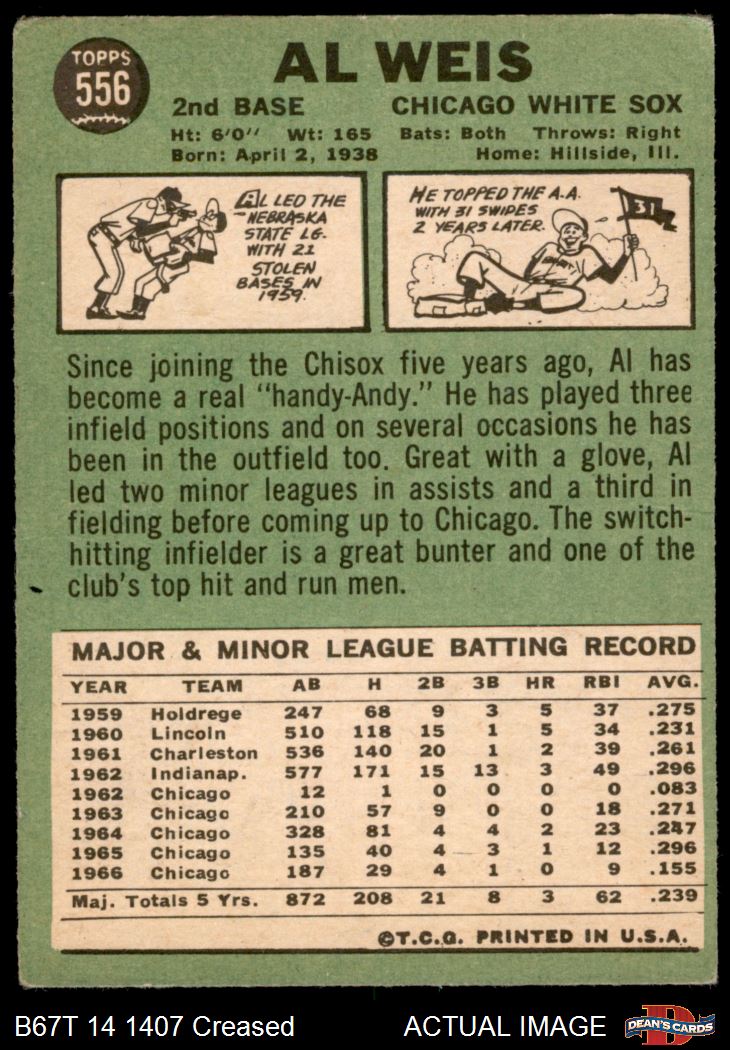 TOPPS
556
AL WEIS
2nd BASE CHICAGO WHITE SOX
Ht: 6'0" Wt: 165 Bats: Both Throws: Right
Born: April 2, 1938 Home: Hillside, Ill.
AL LED THE
NEBRASKA
STATE LG.
WITH 21
STOLEN
BASES IN
1959.
HE TOPPED THE A.A.
WITH 31 SWIPES
2 YEARS LATER.
31
Since joining the Chisox five years ago, Al has
become a real "handy-Andy." He has played three
infield positions and on several occasions he has
been in the outfield too. Great with a glove, Al
led two minor leagues in assists and a third in
fielding before coming up to Chicago. The switch-
hitting infielder is a great bunter and one of the
club's top hit and run men.
MAJOR & MINOR LEAGUE BATTING RECORD
YEAR TEAM AB H 2B 3B HR RBI AVG.
1959 Holdrege 247 68 9 3 5 37 .275
1960 Lincoln 510 118 15 1 5 34 .231
1961 Charleston 536 140 20 1 2 39 .261
1962 Indianap. 577 171 15 13 3 49 .296
1962 Chicago 12 1 0 0 0 0 .083
1963 Chicago 210 57 9 0 0 18 .271
1964 Chicago 328 81 4 4 2 23 .247
1965 Chicago 135 40 4 3 1 12 .296
1966 Chicago 187 29 4 1 0 9 .155
Maj. Totals 5 Yrs. 872 208 21 8 3 62 .239
©T.C.G. PRINTED IN U.S.A.
B67T 14 1407 Creased ACTUAL IMAGE
DEAN'S CARDS